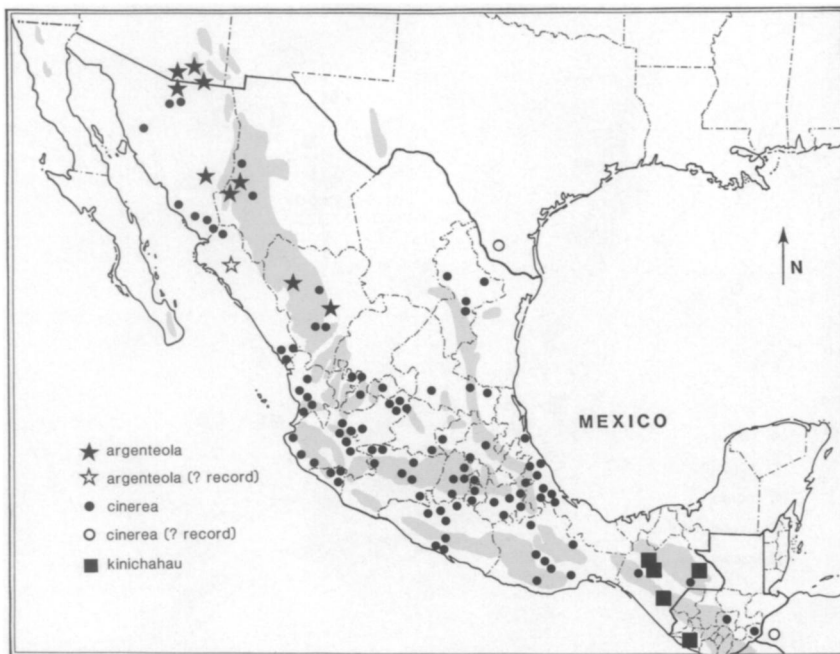 N
MEXICO
argenteola
argenteola (? record)
cinerea
cinerea (? record)
kinichahau